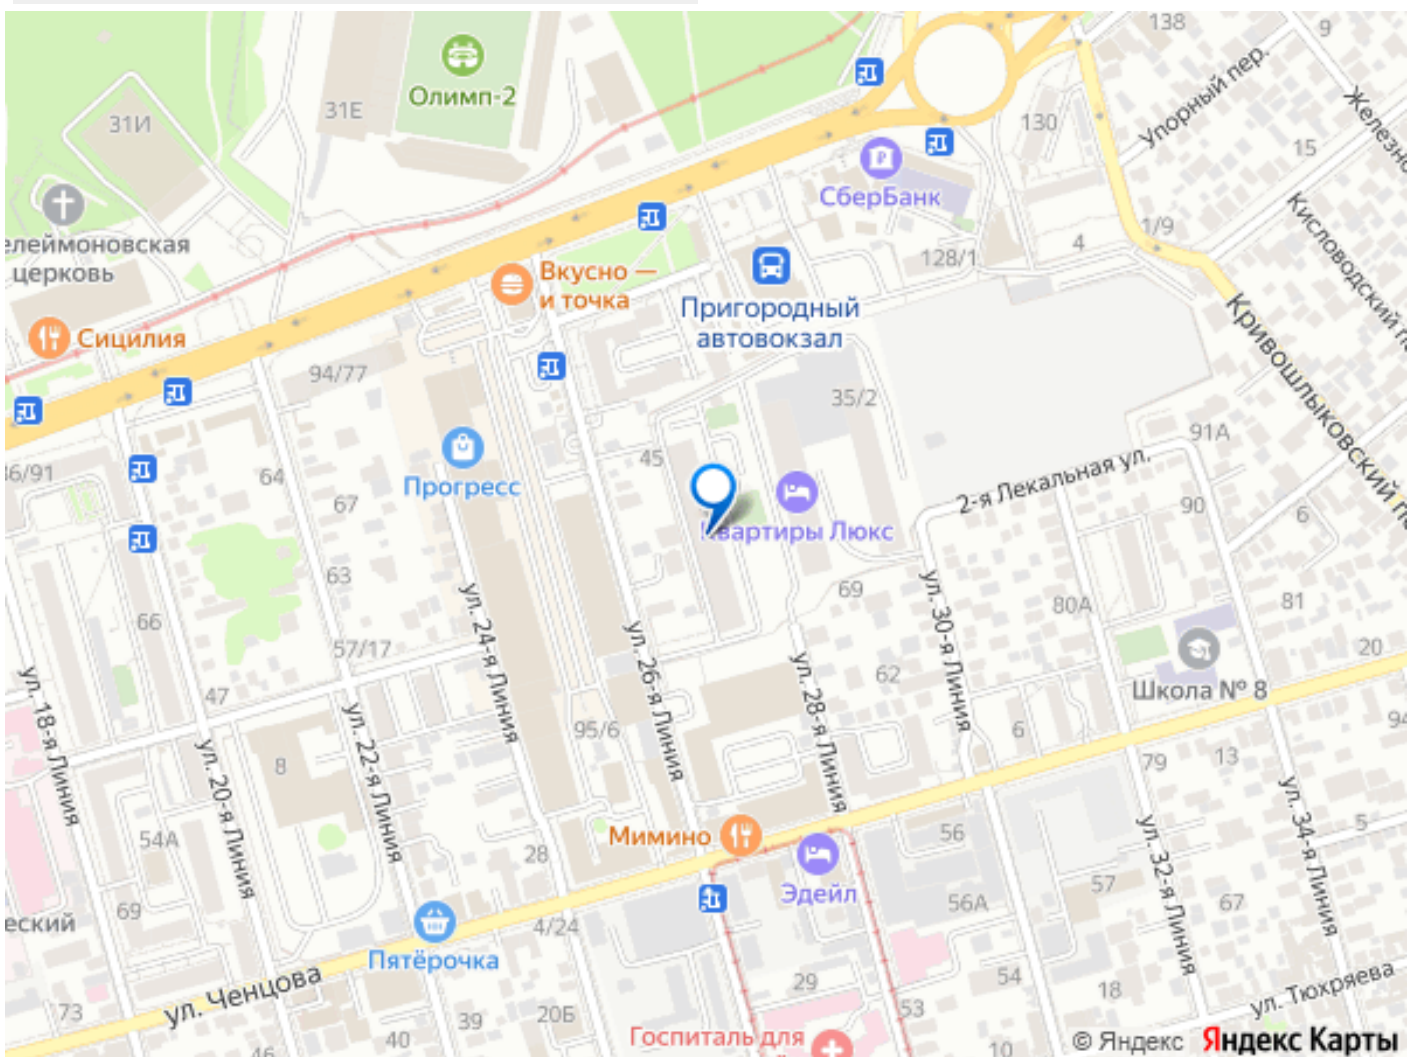 138
9
Олимп-2
31Е
31И
130
Упорный пер.
15
СберБанк
Кисловодский
1/9
4
128/1
елеймоновская
церковь
Вкусно —
и точка
Пригородный
автовокзал
Сицилия
Кривошлыковский
94/77
35/2
91А
Прогресс
45
64
67
2-я Лекальная ул.
90
6
Квартиры Люкс
63
69
80А
81
66
57/17
ул. 24-я Линия
ул. 26-я Линия
ул. 28-я Линия
ул. 30-я Линия
62
Школа № 8
20
47
ул. 18-я Линия
ул. 20-я Линия
ул. 22-я Линия
8
95/6
6
79
13
94
54А
28
Мимино
56
5
ул. 32-я Линия
ул. 34-я Линия
Эдейл
57
56А
67
69
еский
4/24
Пятёрочка
ул. Ченцова
29
54
18
ул. Тюхряева
73
40
39
20Б
53
46
Госпиталь для
10
© Яндекс Яндекс Карты